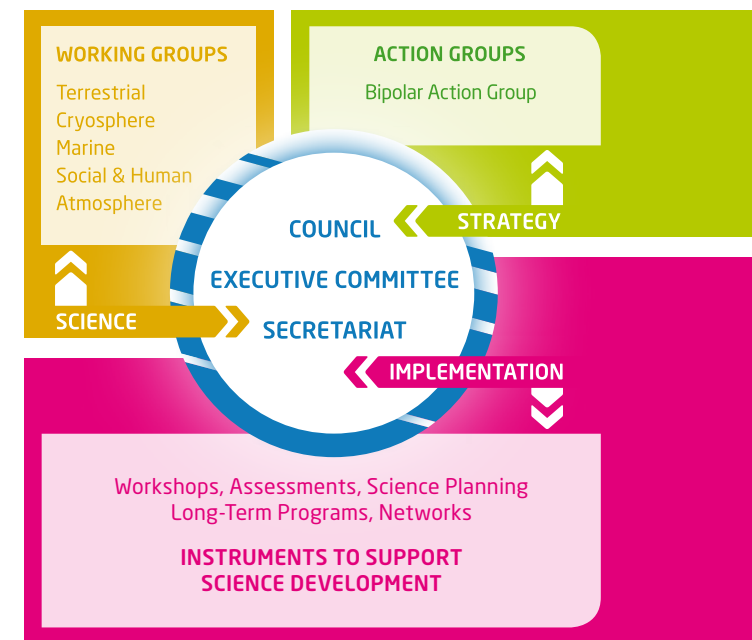 WORKING GROUPS
Terrestrial
Cryosphere
Marine
Social & Human
Atmosphere
ACTION GROUPS
Bipolar Action Group
COUNCIL
STRATEGY
EXECUTIVE COMMITTEE
SCIENCE
SECRETARIAT
IMPLEMENTATION
Workshops, Assessments, Science Planning
Long-Term Programs, Networks
INSTRUMENTS TO SUPPORT
SCIENCE DEVELOPMENT